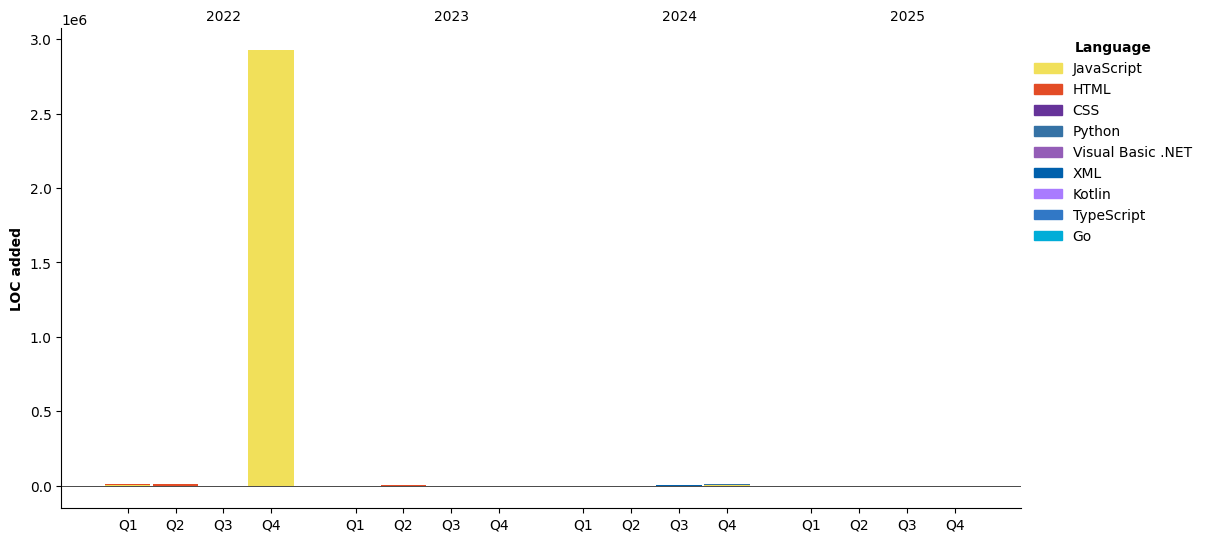 1e6
2022 2023 2024 2025
3.0
2.5
2.0
1.5
1.0
0.5
0.0
LOC added
Q1 Q2 Q3 Q4 Q1 Q2 Q3 Q4 Q1 Q2 Q3 Q4 Q1 Q2 Q3 Q4
Language
JavaScript
HTML
CSS
Python
Visual Basic .NET
XML
Kotlin
TypeScript
Go